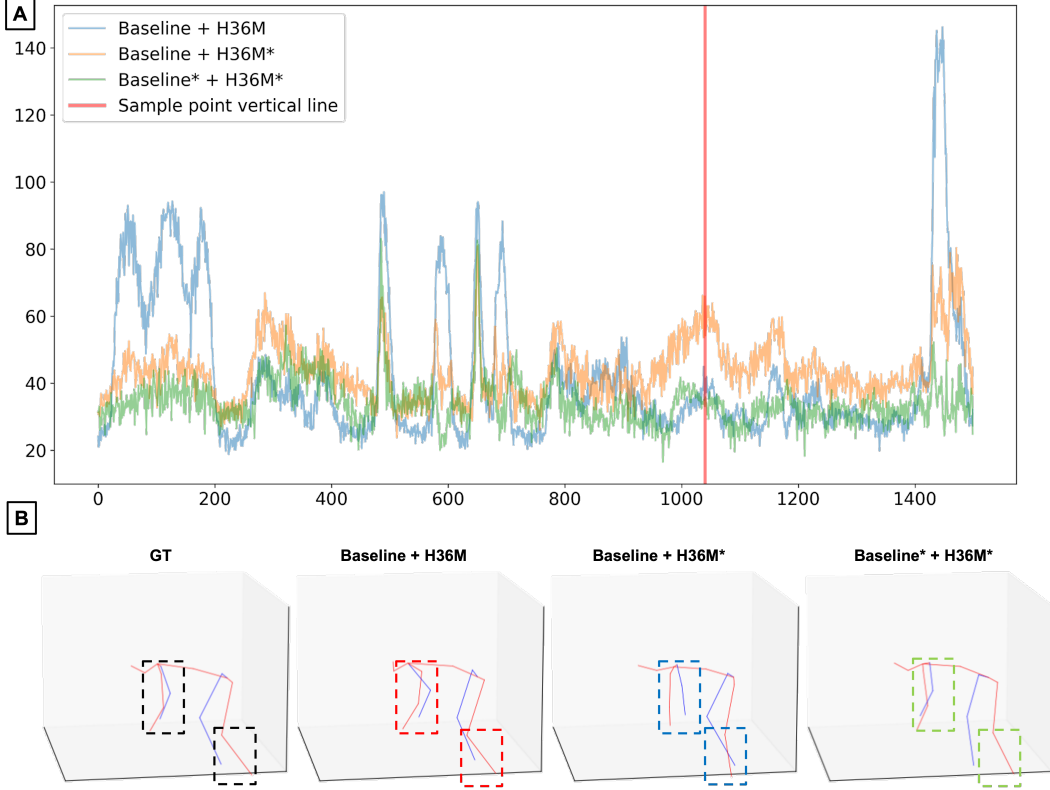 A
Baseline + H36M
Baseline + H36M*
Baseline* + H36M*
Sample point vertical line
140
120
100
80
60
40
20
0 200 400 600 800 1000 1200 1400
B
GT Baseline + H36M Baseline + H36M* Baseline* + H36M*